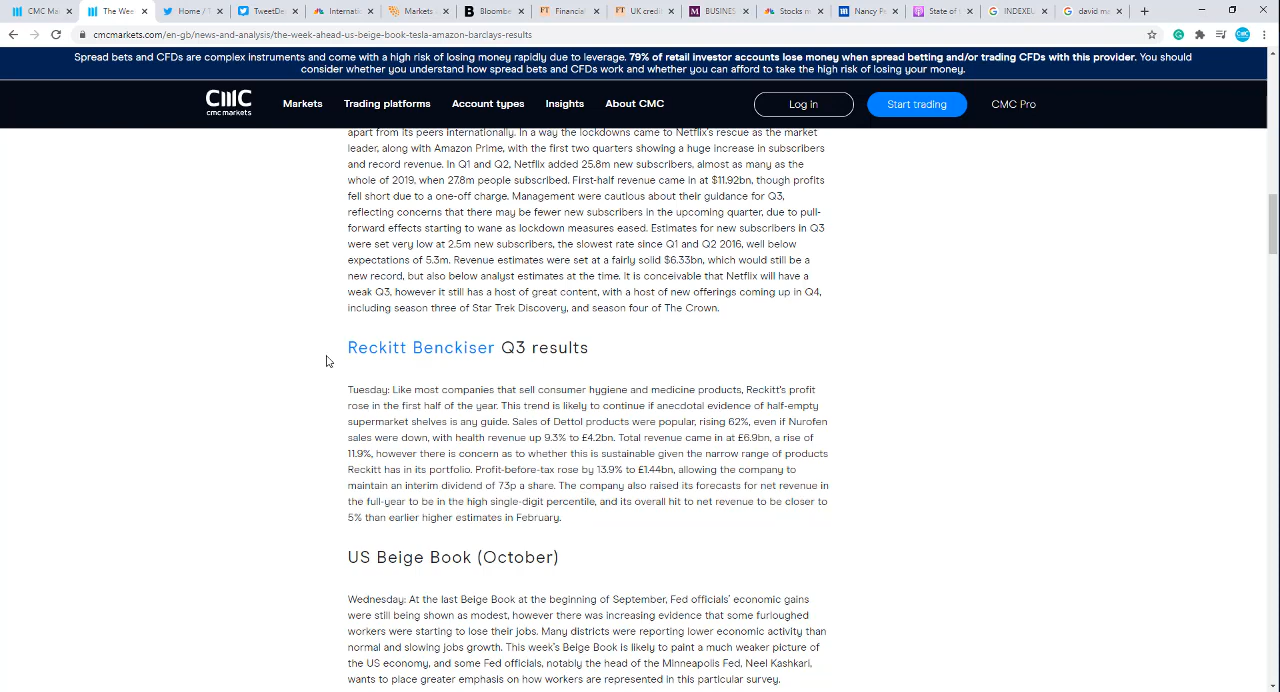 CMC Ma
The Wee
Home / T
TweetDe
Internatio
Markets
Bloombe
Financial
UK credi
BUSINES
Stocks n
Nancy P
State of
INDEXEU
david ma
cmcmarkets.com/en-gb/news-and-analysis/the-week-ahead-us-beige-book-tesla-amazon-barclays-results
Spread bets and CFDs are complex instruments and come with a high risk of losing money rapidly due to leverage. 79% of retail investor accounts lose money when spread betting and/or trading CFDs with this provider. You should
consider whether you understand how spread bets and CFDs work and whether you can afford to take the high risk of losing your money.
cmc markets
Markets Trading platforms Account types Insights About CMC Log in Start trading CMC Pro
apart from its peers internationally. In a way the lockdowns came to Netflix's rescue as the market
leader, along with Amazon Prime, with the first two quarters showing a huge increase in subscribers
and record revenue. In Q1 and Q2, Netflix added 25.8m new subscribers, almost as many as the
whole of 2019, when 27.8m people subscribed. First-half revenue came in at $11.92bn, though profits
fell short due to a one-off charge. Management were cautious about their guidance for Q3,
reflecting concerns that there may be fewer new subscribers in the upcoming quarter, due to pull-
forward effects starting to wane as lockdown measures eased. Estimates for new subscribers in Q3
were set very low at 2.5m new subscribers, the slowest rate since Q1 and Q2 2016, well below
expectations of 5.3m. Revenue estimates were set at a fairly solid $6.33bn, which would still be a
new record, but also below analyst estimates at the time. It is conceivable that Netflix will have a
weak Q3, however it still has a host of great content, with a host of new offerings coming up in Q4,
including season three of Star Trek Discovery, and season four of The Crown.
Reckitt Benckiser Q3 results
Tuesday: Like most companies that sell consumer hygiene and medicine products, Reckitt's profit
rose in the first half of the year. This trend is likely to continue if anecdotal evidence of half-empty
supermarket shelves is any guide. Sales of Dettol products were popular, rising 62%, even if Nurofen
sales were down, with health revenue up 9.3% to £4.2bn. Total revenue came in at £6.9bn, a rise of
11.9%, however there is concern as to whether this is sustainable given the narrow range of products
Reckitt has in its portfolio. Profit-before-tax rose by 13.9% to £1.44bn, allowing the company to
maintain an interim dividend of 73p a share. The company also raised its forecasts for net revenue in
the full-year to be in the high single-digit percentile, and its overall hit to net revenue to be closer to
5% than earlier higher estimates in February.
US Beige Book (October)
Wednesday: At the last Beige Book at the beginning of September, Fed officials' economic gains
were still being shown as modest, however there was increasing evidence that some furloughed
workers were starting to lose their jobs. Many districts were reporting lower economic activity than
normal and slowing jobs growth. This week's Beige Book is likely to paint a much weaker picture of
the US economy, and some Fed officials, notably the head of the Minneapolis Fed, Neel Kashkari,
wants to place greater emphasis on how workers are represented in this particular survey.